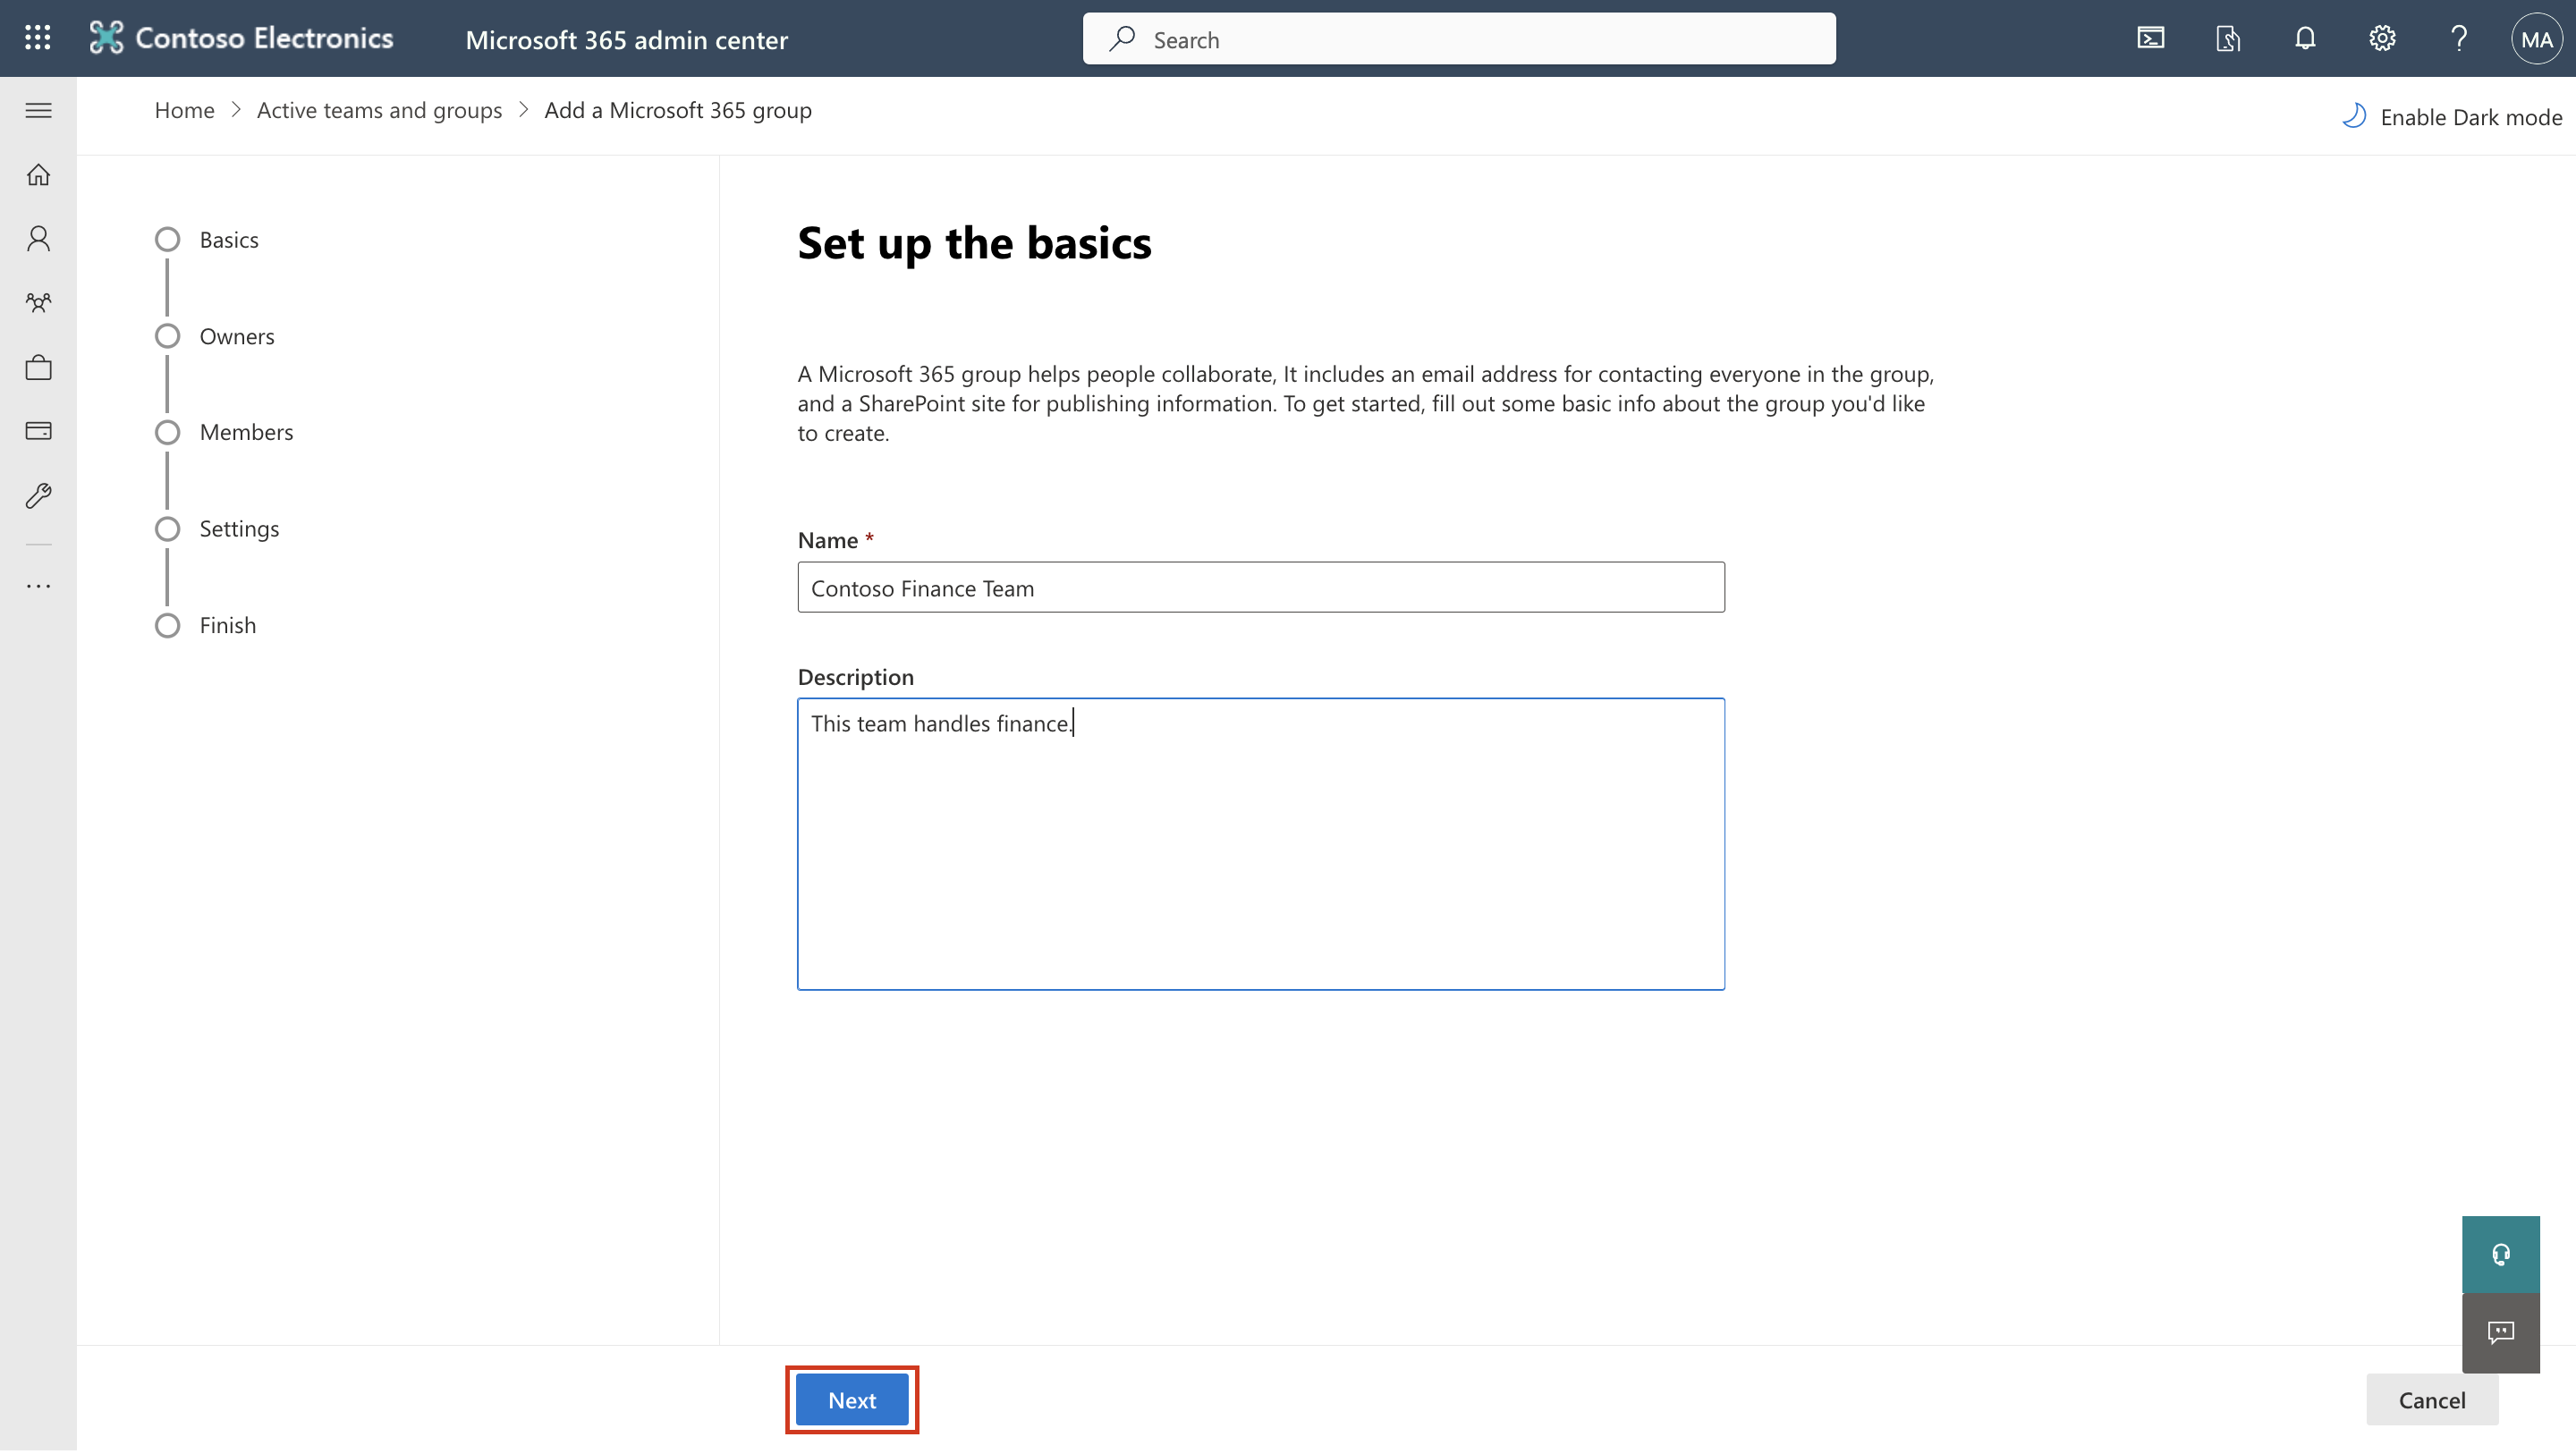 Contoso Electronics
Microsoft 365 admin center
Search
MA
Home > Active teams and groups > Add a Microsoft 365 group
Enable Dark mode
Basics
Owners
Members
Settings
Finish
Set up the basics
A Microsoft 365 group helps people collaborate, It includes an email address for contacting everyone in the group,
and a SharePoint site for publishing information. To get started, fill out some basic info about the group you'd like
to create.
Name *
Contoso Finance Team
Description
This team handles finance.
Next
Cancel